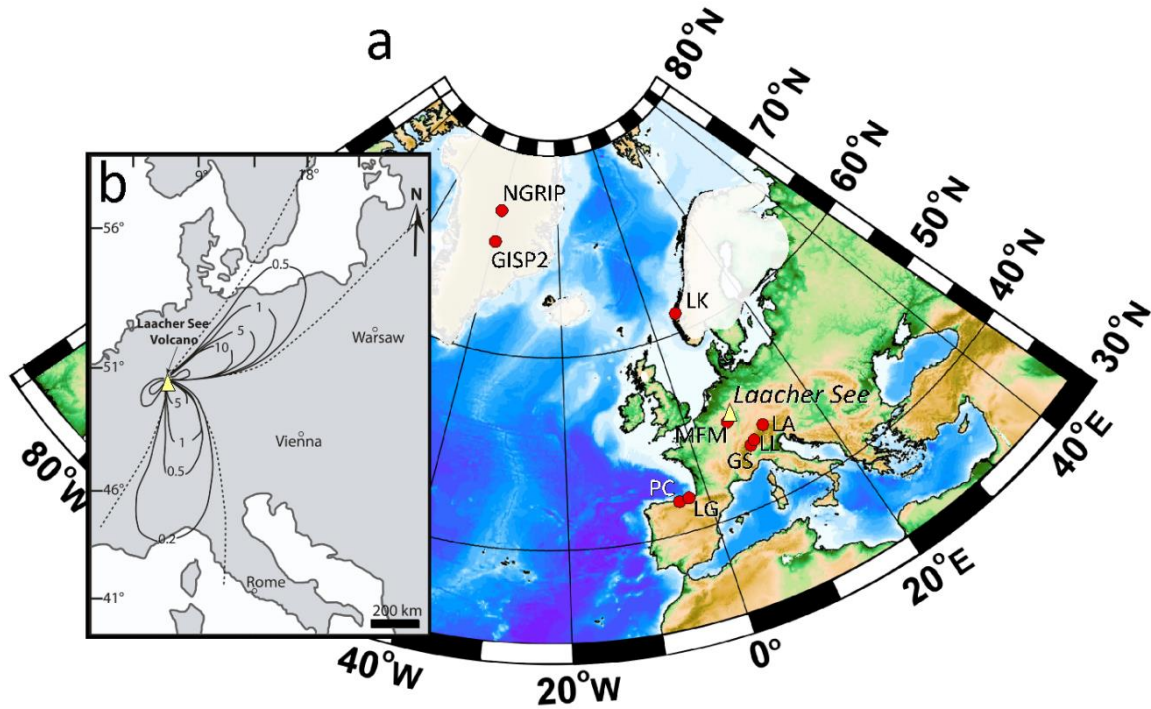 a
80°N
70°N
60°N
50°N
40°N
30°N
b
9°
18°
N
56°
NGRIP
GISP2
0.5
1
5
10
Laacher See
Volcano
Warsaw
51°
LK
5
1
0.5
Vienna
Laacher See
MFM
LA
LL
GS
PC
LG
46°
0.2
Rome
41°
200 km
80°W
40°W
20°W
0°
20°E
40°E